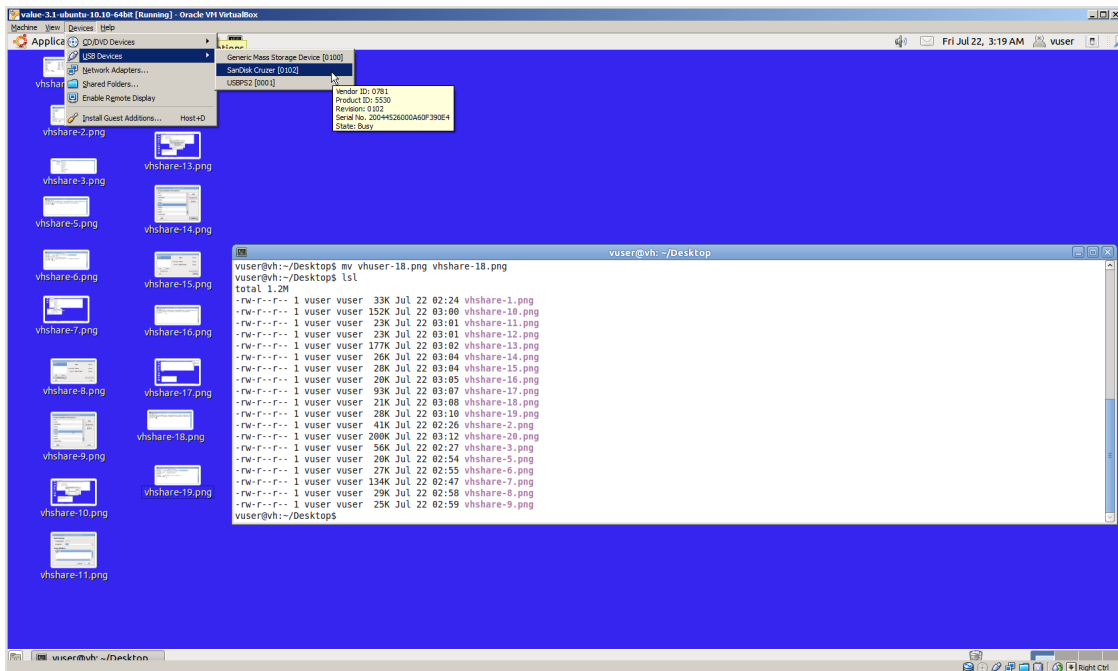 value-3.1-ubuntu-10.10-64bit [Running] - Oracle VM VirtualBox
Machine View Devices Help
Applica
Fri Jul 22, 3:19 AM vuser
CD/DVD Devices
USB Devices
Network Adapters...
Shared Folders...
Enable Remote Display
Install Guest Additions... Host+D
Generic Mass Storage Device [0100]
SanDisk Cruzer [0102]
USBPS2 [0001]
Vendor ID: 0781
Product ID: 5530
Revision: 0102
Serial No. 20044526000A60F390E4
State: Busy
vhshare-2.png
vhshare-3.png
vhshare-5.png
vhshare-6.png
vhshare-7.png
vhshare-8.png
vhshare-9.png
vhshare-10.png
vhshare-11.png
vhshare-13.png
vhshare-14.png
vhshare-15.png
vhshare-16.png
vhshare-17.png
vhshare-18.png
vhshare-19.png
vuser@vh: ~/Desktop
vuser@vh:~/Desktop$ mv vhuser-18.png vhshare-18.png
vuser@vh:~/Desktop$ lsl
total 1.2M
-rw-r--r-- 1 vuser vuser 33K Jul 22 02:24 vhshare-1.png
-rw-r--r-- 1 vuser vuser 152K Jul 22 03:00 vhshare-10.png
-rw-r--r-- 1 vuser vuser 23K Jul 22 03:01 vhshare-11.png
-rw-r--r-- 1 vuser vuser 23K Jul 22 03:01 vhshare-12.png
-rw-r--r-- 1 vuser vuser 177K Jul 22 03:02 vhshare-13.png
-rw-r--r-- 1 vuser vuser 26K Jul 22 03:04 vhshare-14.png
-rw-r--r-- 1 vuser vuser 28K Jul 22 03:04 vhshare-15.png
-rw-r--r-- 1 vuser vuser 20K Jul 22 03:05 vhshare-16.png
-rw-r--r-- 1 vuser vuser 93K Jul 22 03:07 vhshare-17.png
-rw-r--r-- 1 vuser vuser 21K Jul 22 03:08 vhshare-18.png
-rw-r--r-- 1 vuser vuser 28K Jul 22 03:10 vhshare-19.png
-rw-r--r-- 1 vuser vuser 41K Jul 22 02:26 vhshare-2.png
-rw-r--r-- 1 vuser vuser 200K Jul 22 03:12 vhshare-20.png
-rw-r--r-- 1 vuser vuser 56K Jul 22 02:27 vhshare-3.png
-rw-r--r-- 1 vuser vuser 20K Jul 22 02:54 vhshare-5.png
-rw-r--r-- 1 vuser vuser 27K Jul 22 02:55 vhshare-6.png
-rw-r--r-- 1 vuser vuser 134K Jul 22 02:47 vhshare-7.png
-rw-r--r-- 1 vuser vuser 29K Jul 22 02:58 vhshare-8.png
-rw-r--r-- 1 vuser vuser 25K Jul 22 02:59 vhshare-9.png
vuser@vh:~/Desktop$
vuser@vh: ~/Desktop
Right Ctrl